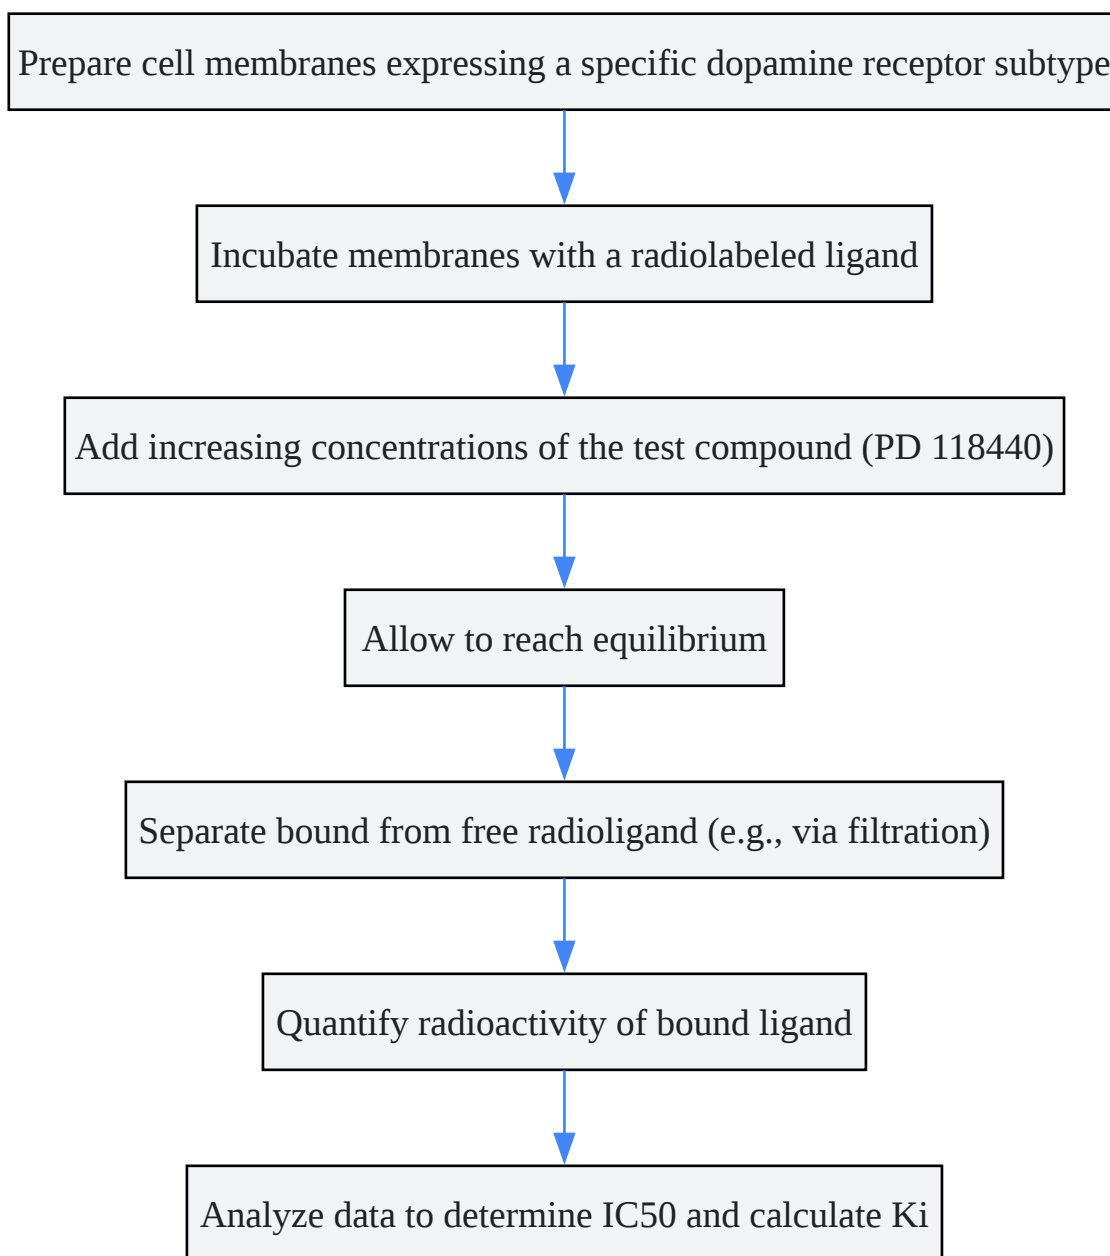 Prepare cell membranes expressing a specific dopamine receptor subtype
Incubate membranes with a radiolabeled ligand
Add increasing concentrations of the test compound (PD 118440)
Allow to reach equilibrium
Separate bound from free radioligand (e.g., via filtration)
Quantify radioactivity of bound ligand
Analyze data to determine IC50 and calculate Ki